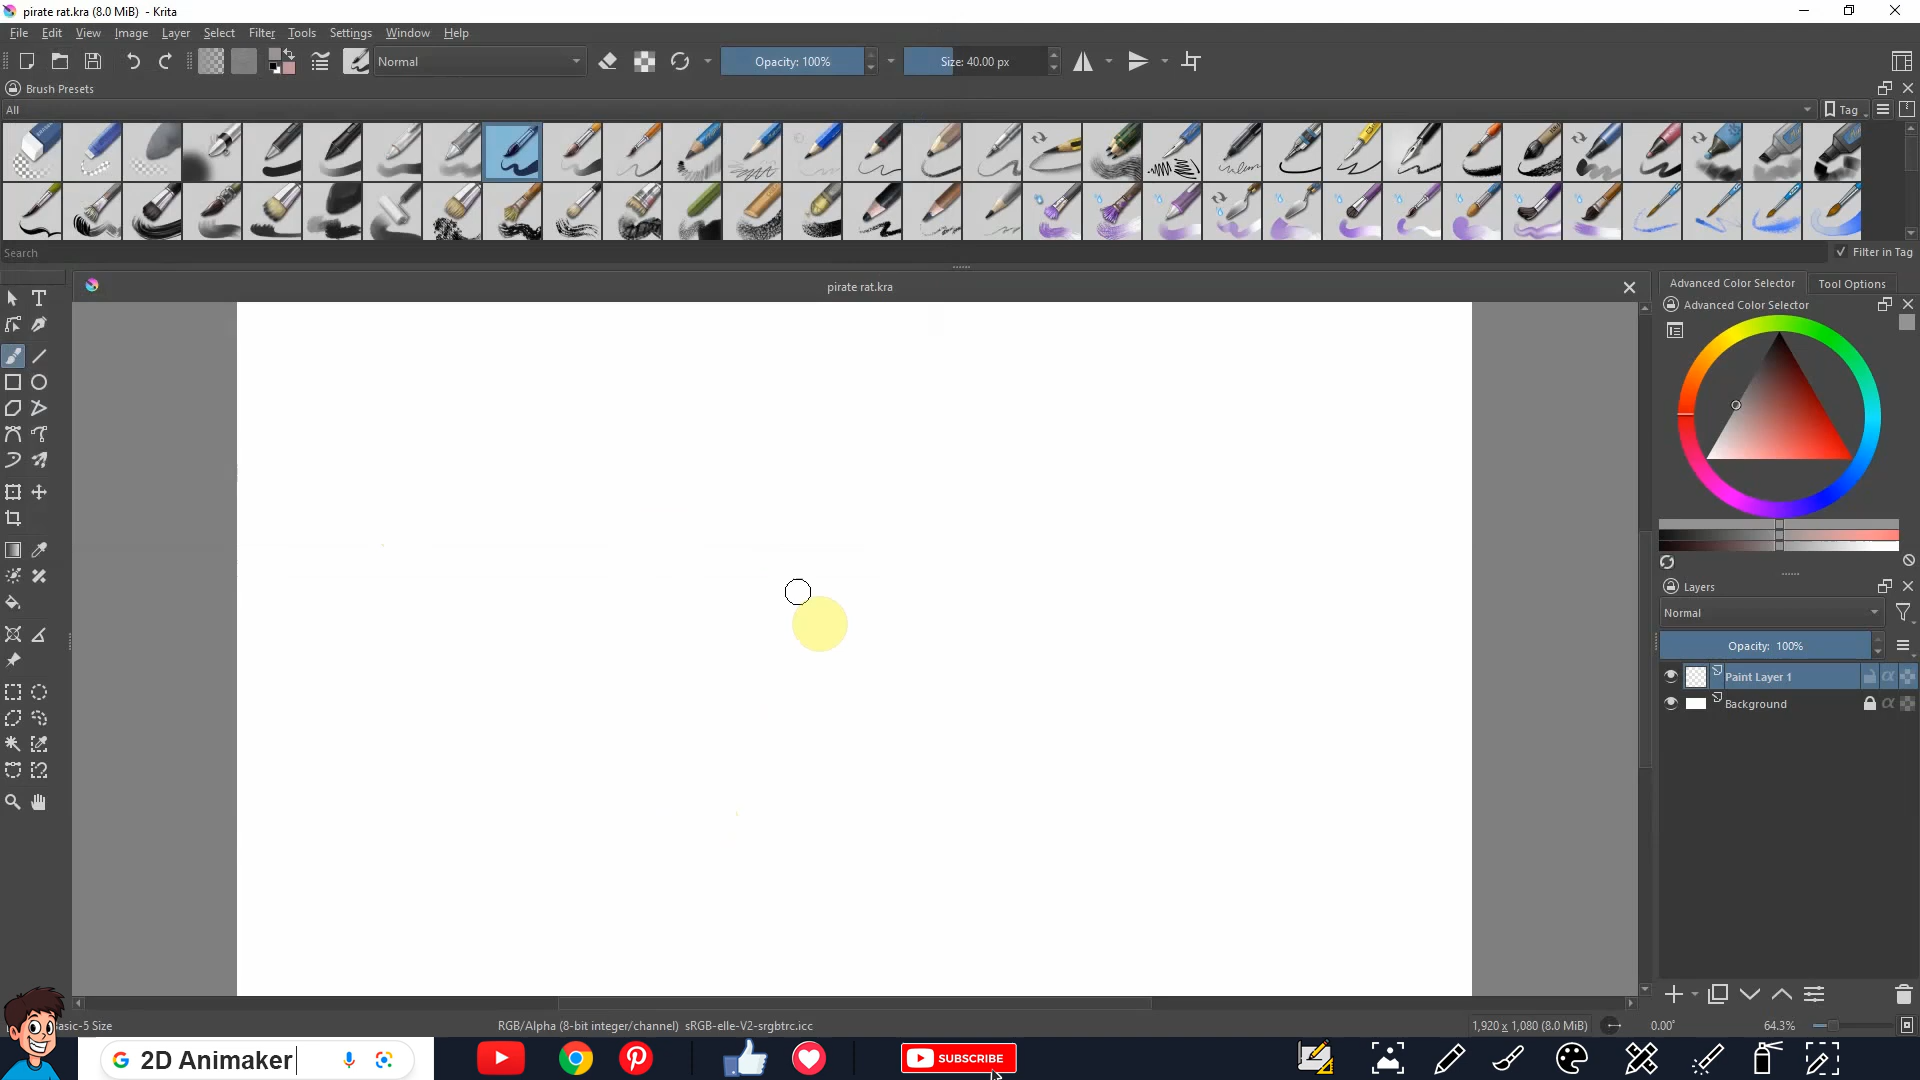 pirate rat.kra (8.0 MiB) - Krita
File Edit View Image Layer Select Filter Tools Settings Window Help
Normal Opacity: 100% Size: 40.00 px
Brush Presets
All Tag
Search Filter in Tag
pirate rat.kra
Advanced Color Selector Tool Options
Advanced Color Selector
Layers
Normal
Opacity: 100%
Paint Layer 1
Background
asic-5 Size RGB/Alpha (8-bit integer/channel) sRGB-elle-V2-srgbtrc.icc 1,920 x 1,080 (8.0 MiB) 0.00° 64.3%
2D Animaker SUBSCRIBE